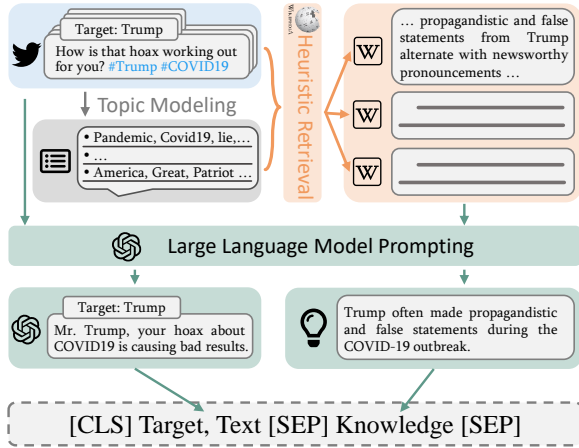 Target: Trump
How is that hoax working out
for you? #Trump #COVID19
Topic Modeling
• Pandemic, Covid19, lie,...
• ...
• America, Great, Patriot ...
WIKIPEDIA
Heuristic Retrieval
W
... propagandistic and false
statements from Trump
alternate with newsworthy
pronouncements ...
W
W
Large Language Model Prompting
Target: Trump
Mr. Trump, your hoax about
COVID19 is causing bad results.
Trump often made propagandistic
and false statements during the
COVID-19 outbreak.
[CLS] Target, Text [SEP] Knowledge [SEP]